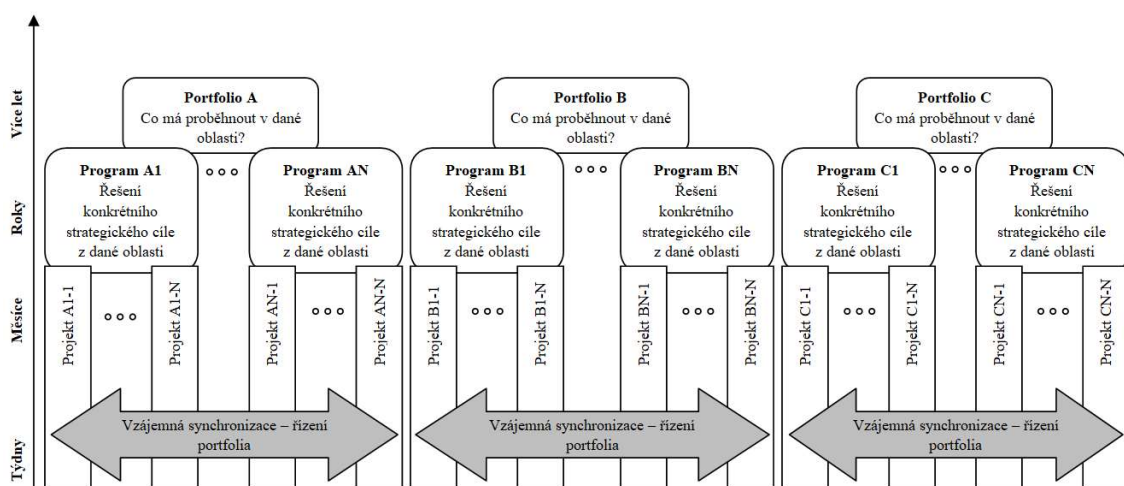 Více let
Roky
Měsíce
Týdny
Portfolio A
Co má proběhnout v dané
oblasti?
Portfolio B
Co má proběhnout v dané
oblasti?
Portfolio C
Co má proběhnout v dané
oblasti?
Program A1
Řešení
konkrétního
strategického cíle
z dané oblasti
Program AN
Řešení
konkrétního
strategického cíle
z dané oblasti
Program B1
Řešení
konkrétního
strategického cíle
z dané oblasti
Program BN
Řešení
konkrétního
strategického cíle
z dané oblasti
Program C1
Řešení
konkrétního
strategického cíle
z dané oblasti
Program CN
Řešení
konkrétního
strategického cíle
z dané oblasti
Projekt A1-1
Projekt A1-N
Projekt AN-1
Projekt AN-N
Projekt B1-1
Projekt B1-N
Projekt BN-1
Projekt BN-N
Projekt C1-1
Projekt C1-N
Projekt CN-1
Projekt CN-N
Vzájemná synchronizace – řízení
portfolia
Vzájemná synchronizace – řízení
portfolia
Vzájemná synchronizace – řízení
portfolia